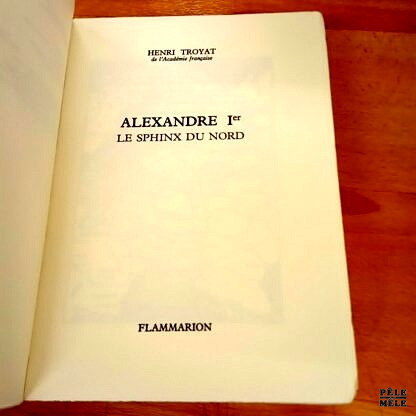 HENRI TROYAT
de l'Académie française
ALEXANDRE Ier
LE SPHINX DU NORD
FLAMMARION
PÊLE
MÊLE